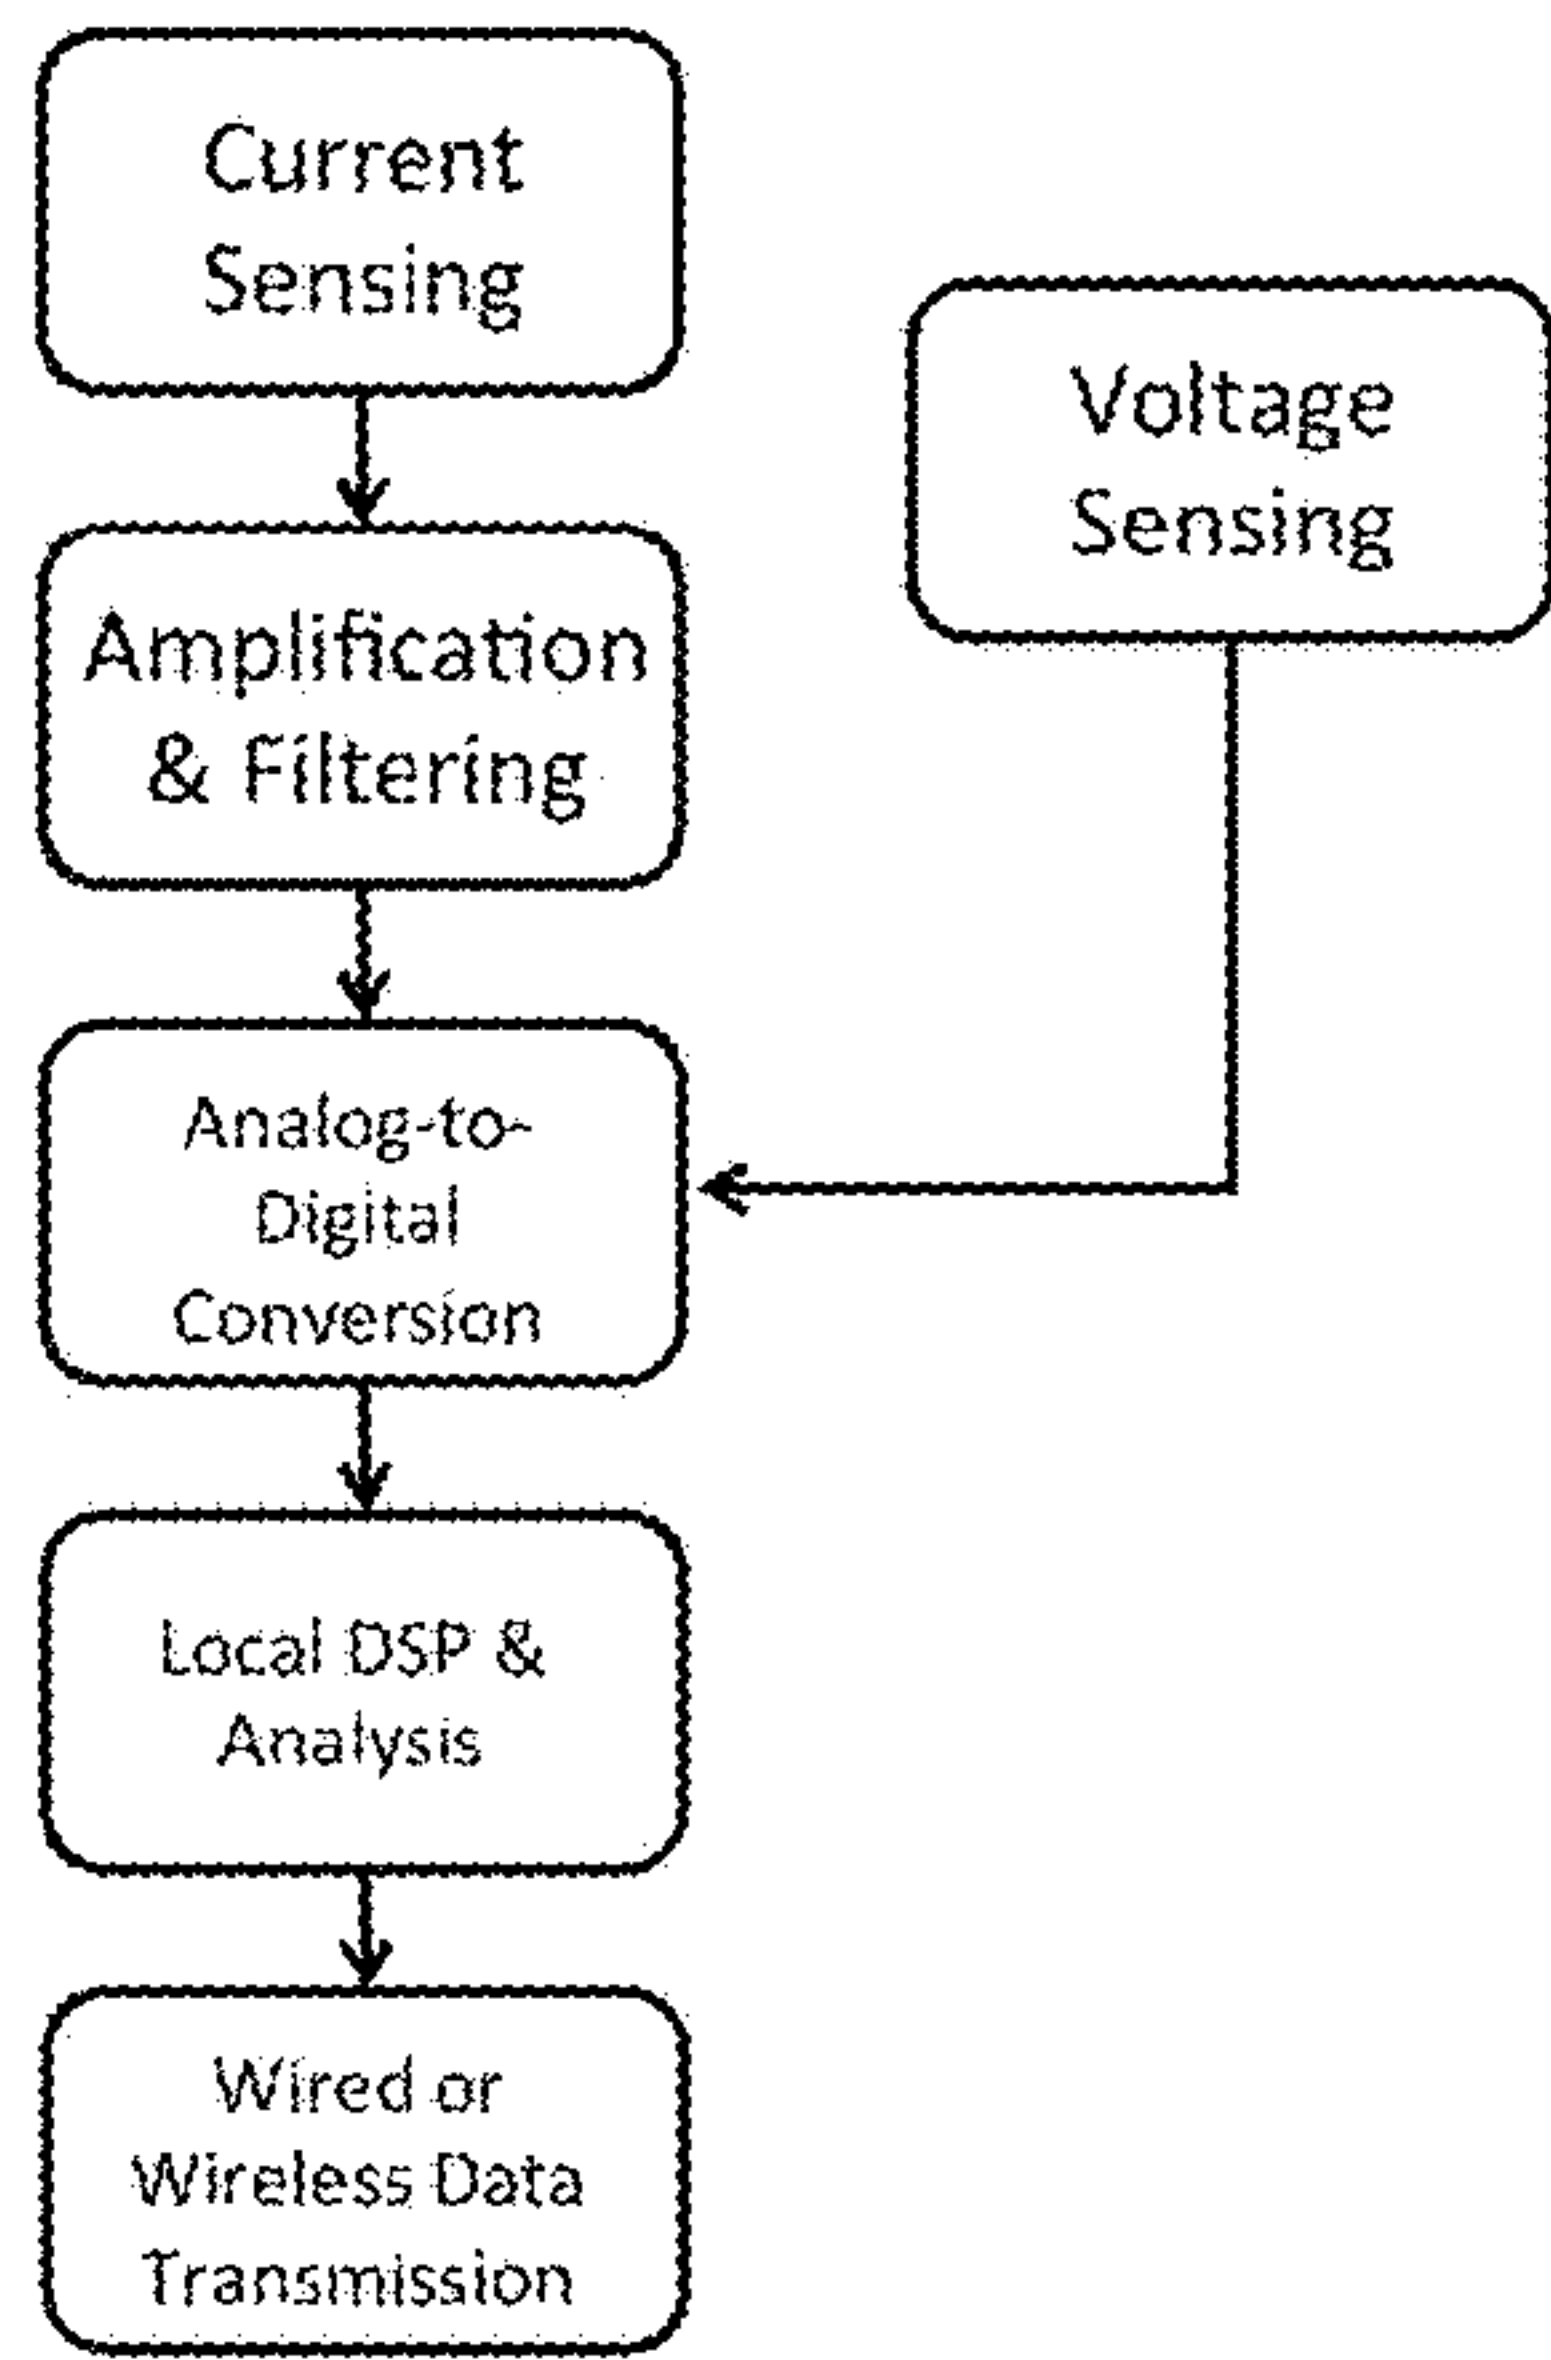 Current
Sensing
Voltage
Sensing
Amplification
& Filtering
Analog-to-
Digital
Conversion
Local DSP &
Analysis
Wired or
Wireless Data
Transmission